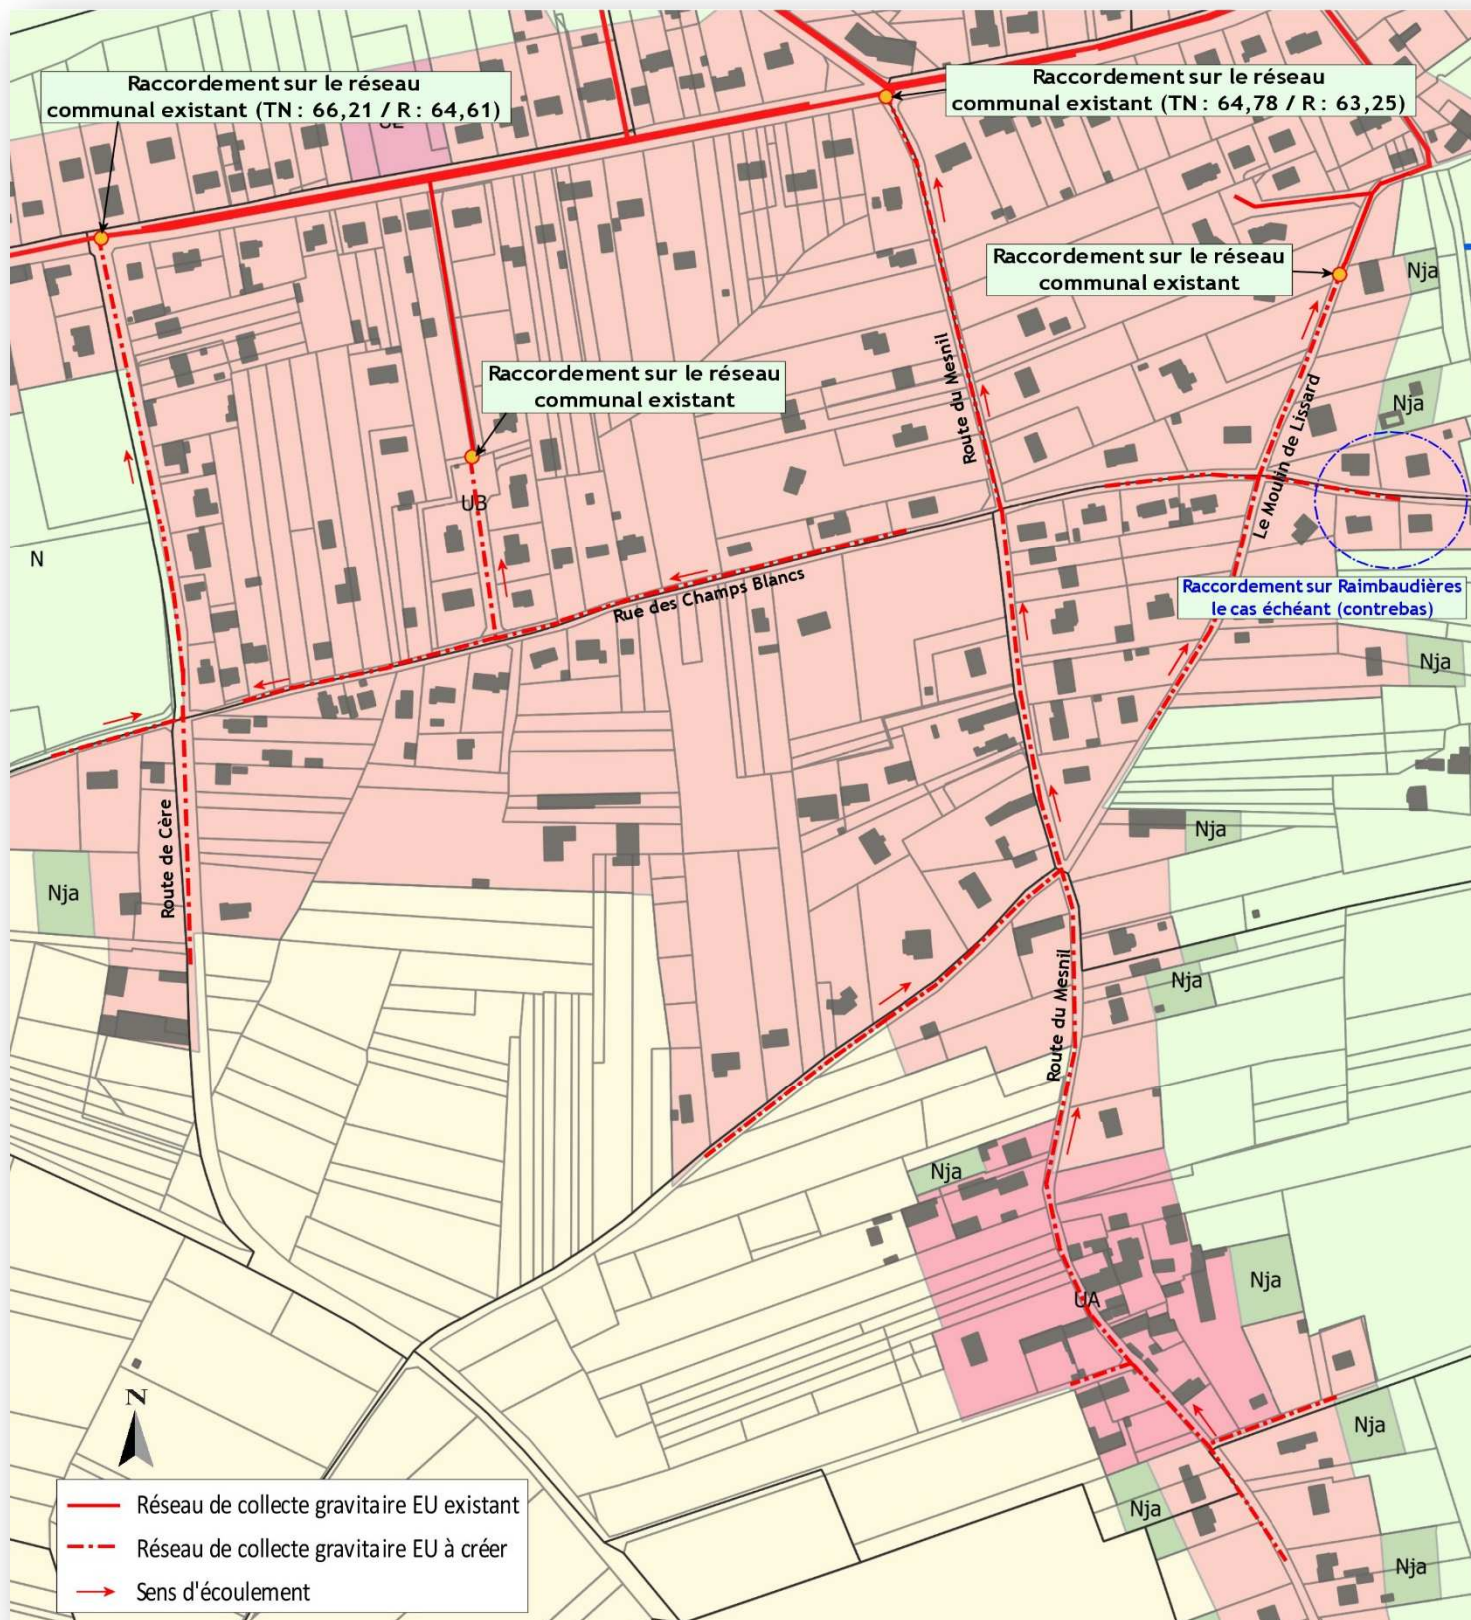 Raccordement sur le réseau
communal existant (TN : 66,21 / R : 64,61)
Raccordement sur le réseau
communal existant (TN : 64,78 / R : 63,25)
Raccordement sur le réseau
communal existant
Nja
Route du Mesnil
Raccordement sur le réseau
communal existant
Le Moulin de Lissard
Nja
UB
N
Rue des Champs Blancs
Raccordement sur Raimbaudières
le cas échéant (contrebas)
Nja
Route de Cère
Nja
Nja
Route du Mesnil
Nja
Nja
Nja
UA
Nja
Nja
Nja
N
Réseau de collecte gravitaire EU existant
Réseau de collecte gravitaire EU à créer
Sens d'écoulement